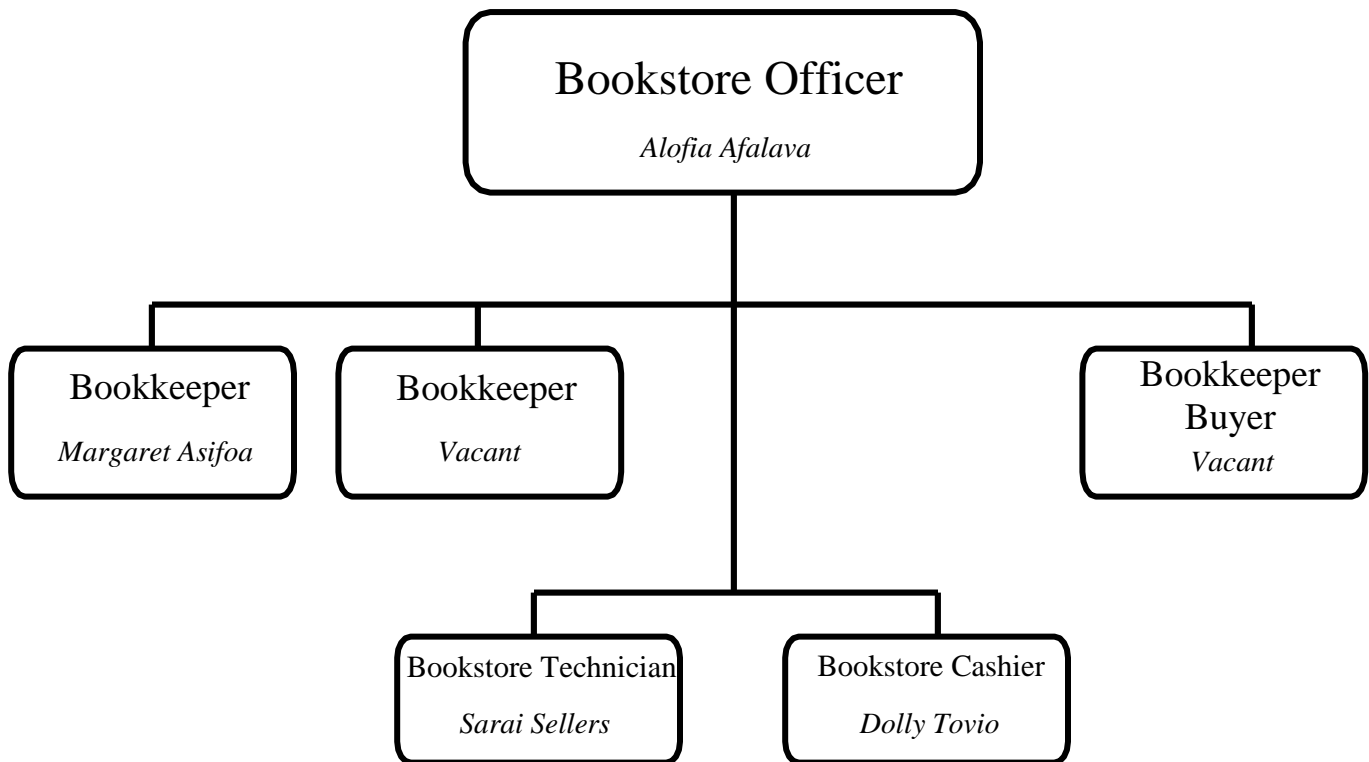 Bookstore Officer
Alofia Afalava
Bookkeeper
Margaret Asifoa
Bookkeeper
Vacant
Bookkeeper
Buyer
Vacant
Bookstore Technician
Sarai Sellers
Bookstore Cashier
Dolly Tovio